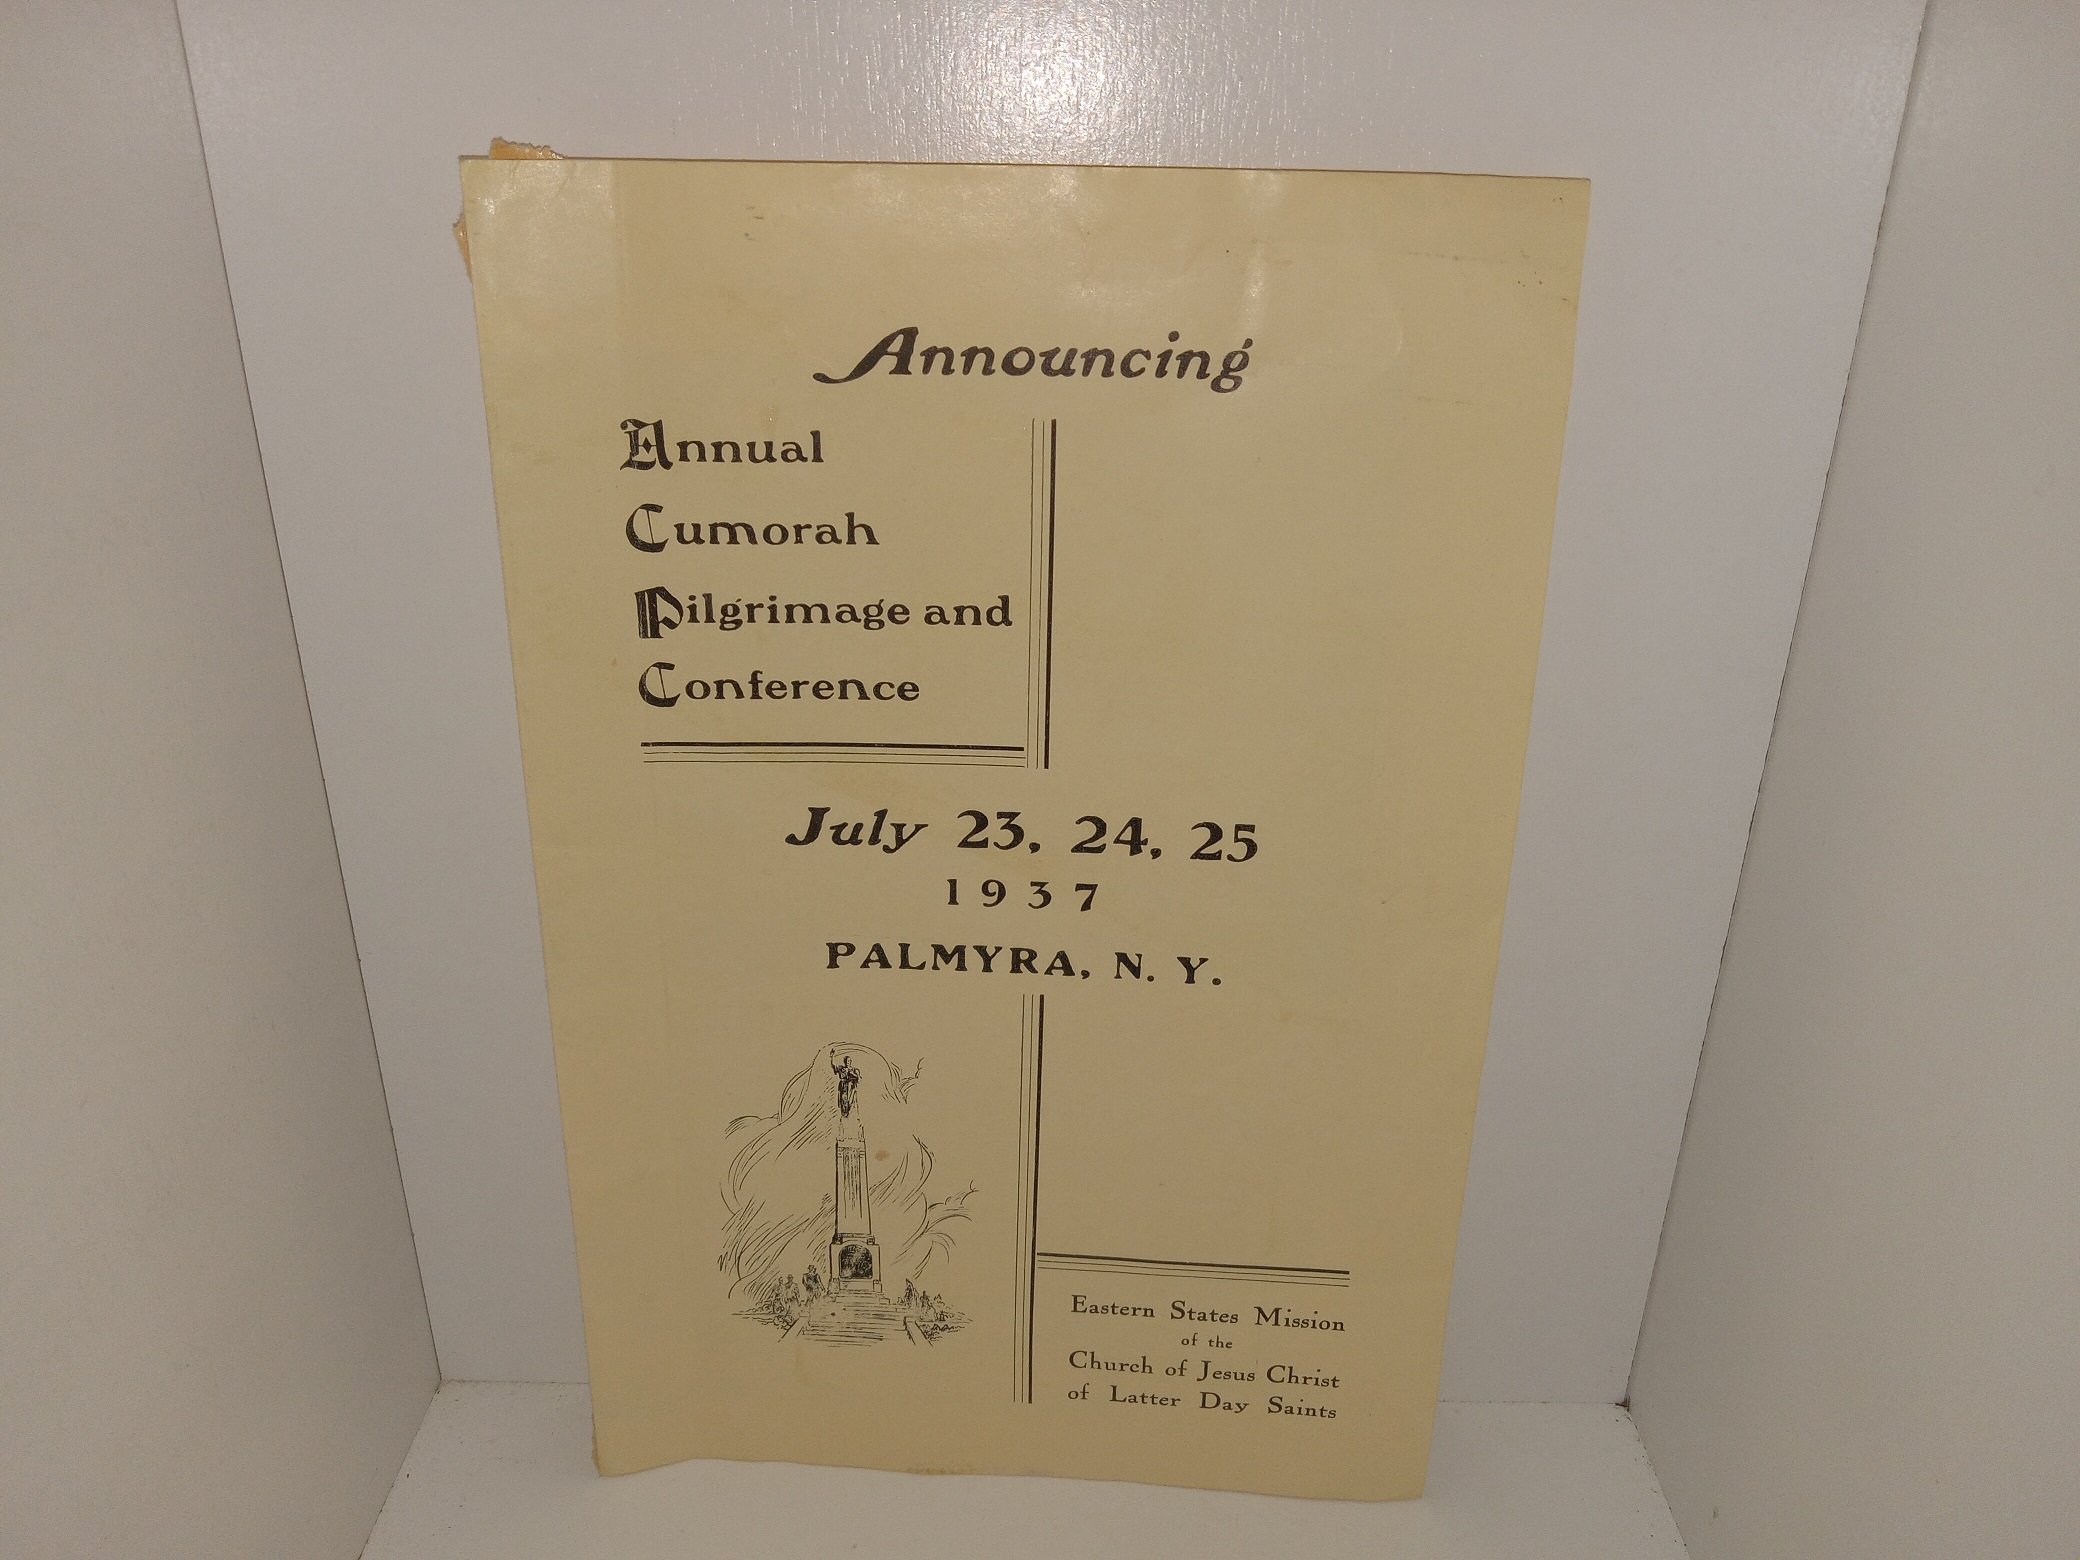 Announcing
Annual
Cumorah
Pilgrimage and
Conference
July 23, 24, 25
1937
PALMYRA, N. Y.
Eastern States Mission
of the
Church of Jesus Christ
of Latter Day Saints